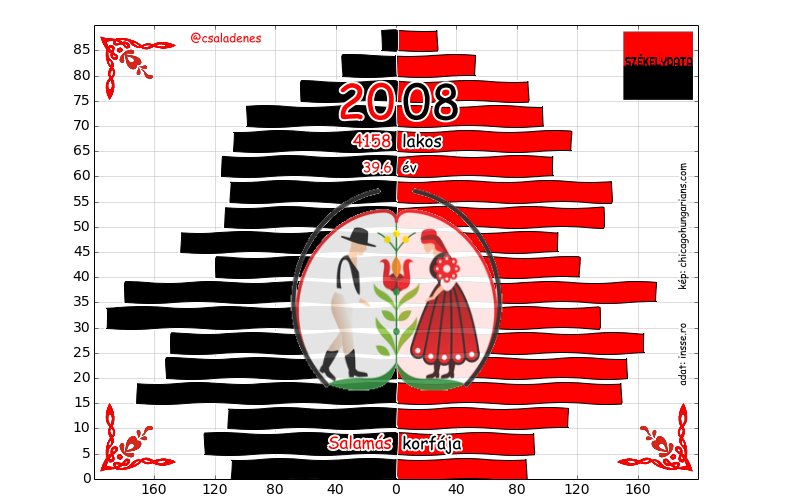 @csaladenes
SZÉKELYDATA
2008
4158 lakos
39.6 év
kép: chicagohungarians.com
adat: insse.ro
Salamás korfája
85
80
75
70
65
60
55
50
45
40
35
30
25
20
15
10
5
0
160 120 80 40 0 40 80 120 160